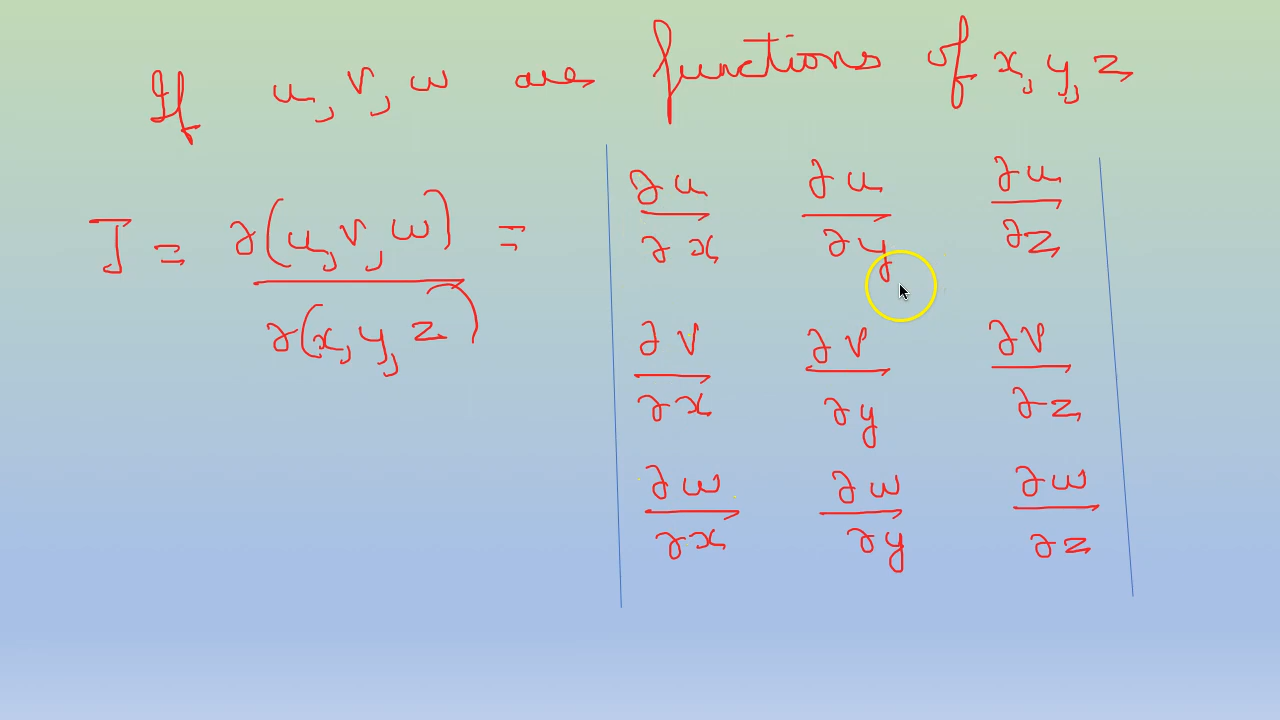 If u, v, w are functions of x, y, z
J = ∂(u, v, w) / ∂(x, y, z) = | ∂u/∂x ∂u/∂y ∂u/∂z |
| ∂v/∂x ∂v/∂y ∂v/∂z |
| ∂w/∂x ∂w/∂y ∂w/∂z |